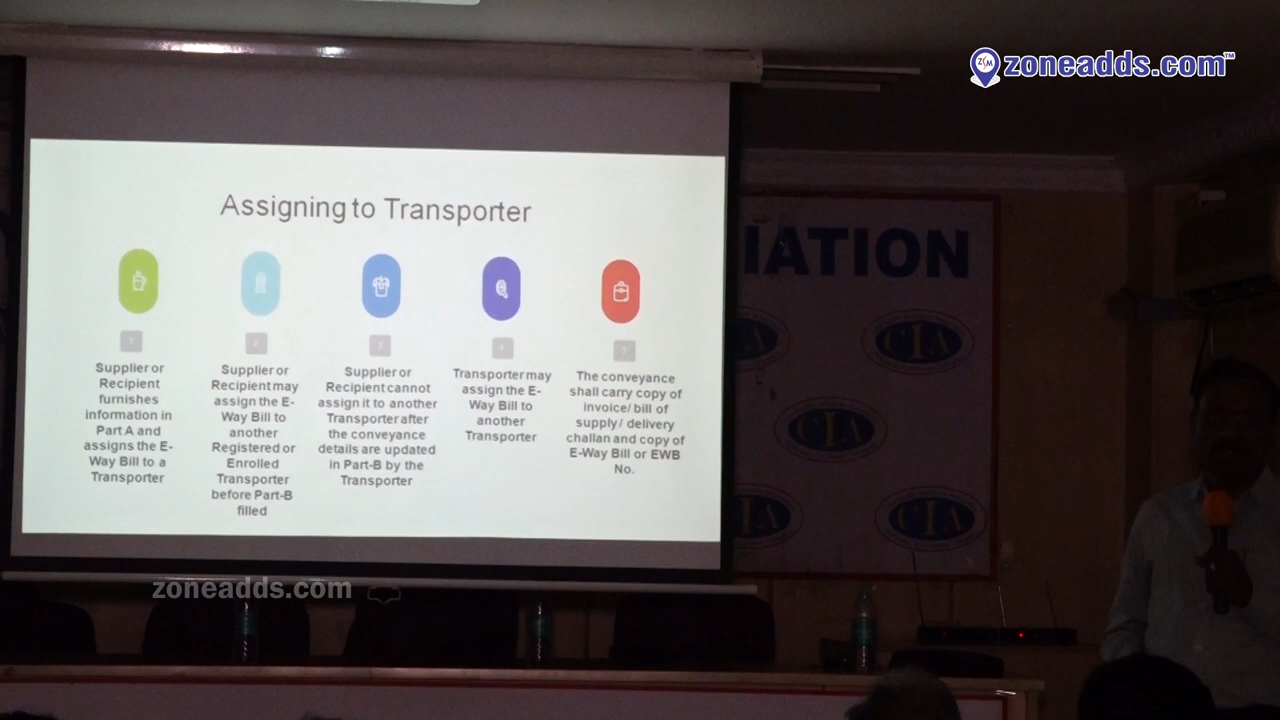 zoneadds.com™
Assigning to Transporter
1
Supplier or
Recipient
furnishes
information in
Part A and
assigns the E-
Way Bill to a
Transporter
2
Supplier or
Recipient may
assign the E-
Way Bill to
another
Registered or
Enrolled
Transporter
before Part-B
filled
3
Supplier or
Recipient cannot
assign it to another
Transporter after
the conveyance
details are updated
in Part-B by the
Transporter
4
Transporter may
assign the E-
Way Bill to
another
Transporter
5
The conveyance
shall carry copy of
invoice/ bill of
supply/ delivery
challan and copy of
E-Way Bill or EWB
No.
IATION
CIA
CIA
CIA
zoneadds.com